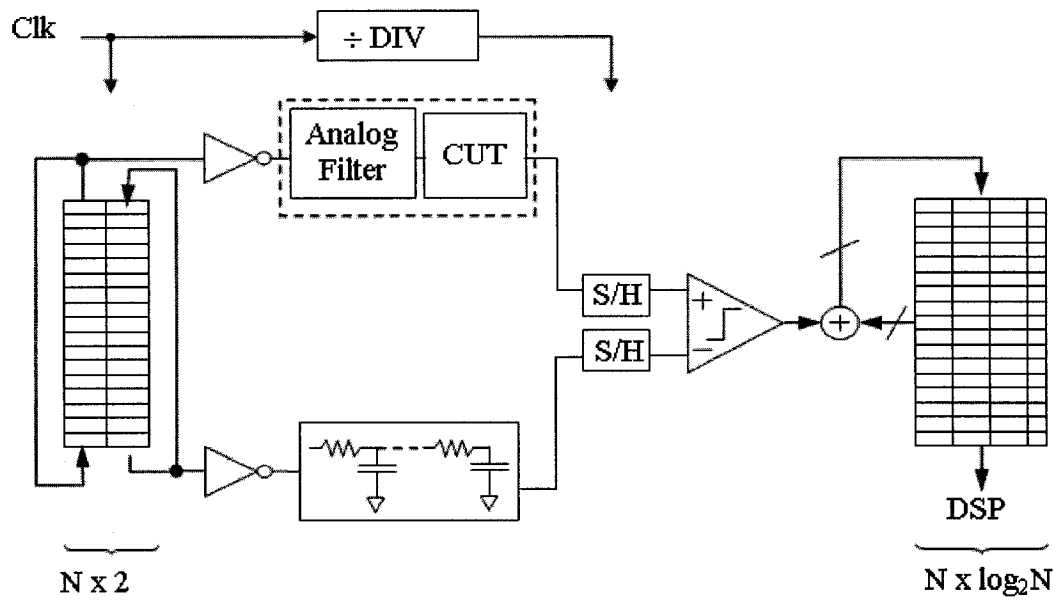 Clk
÷ DIV
Analog
Filter
CUT
S/H
S/H
+
−
+
DSP
N x 2
N x log₂N